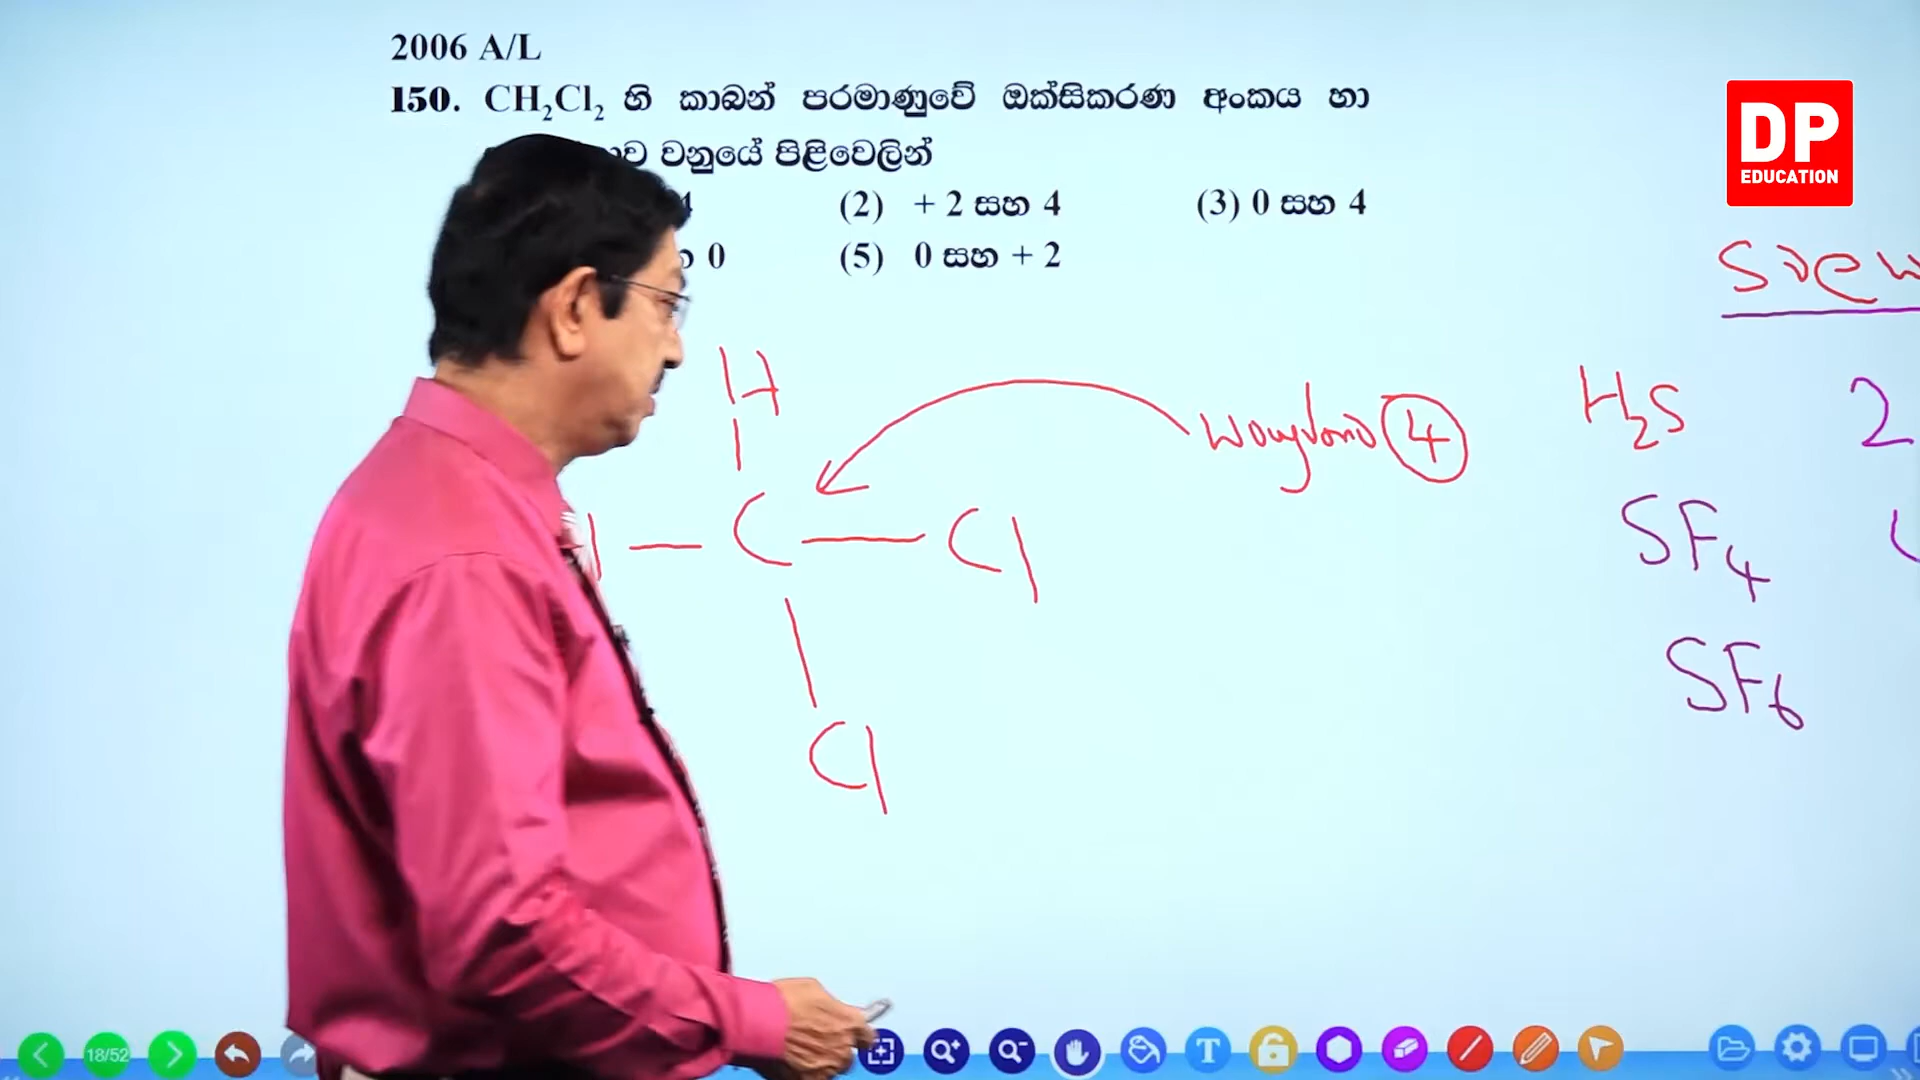 2006 A/L
150. CH₂Cl₂ හි කාබන් පරමාණුවේ ඔක්සිකරණ අංකය හා
වනුයේ පිළිවෙලින්
4 (2) + 2 සහ 4 (3) 0 සහ 4
0 (5) 0 සහ + 2
DP
EDUCATION
H
4
C — Cl
Cl
H₂S 2
SF₄
SF₆
18/52
T